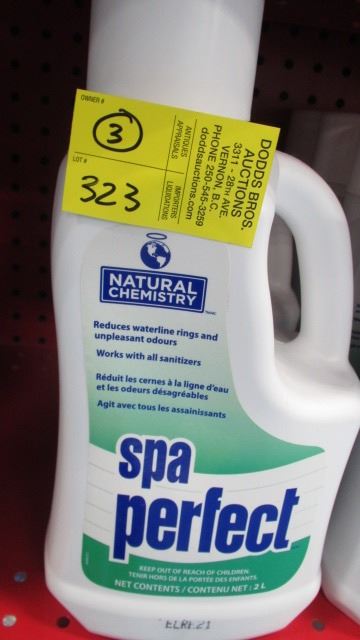 OWNER #
3
LOT #
323
ANTIQUES
APPRAISALS
IMPORTERS
LIQUIDATIONS
DODDS BROS.
AUCTIONS
3311 - 28TH AVE
VERNON, B.C.
PHONE 250-545-3259
doddsauctions.com
NATURAL
CHEMISTRY
Reduces waterline rings and
unpleasant odours
Works with all sanitizers
Réduit les cernes à la ligne d'eau
et les odeurs désagréables
Agit avec tous les assainissants
spa
perfect
KEEP OUT OF REACH OF CHILDREN.
TENIR HORS DE LA PORTÉE DES ENFANTS.
NET CONTENTS / CONTENU NET : 2 L